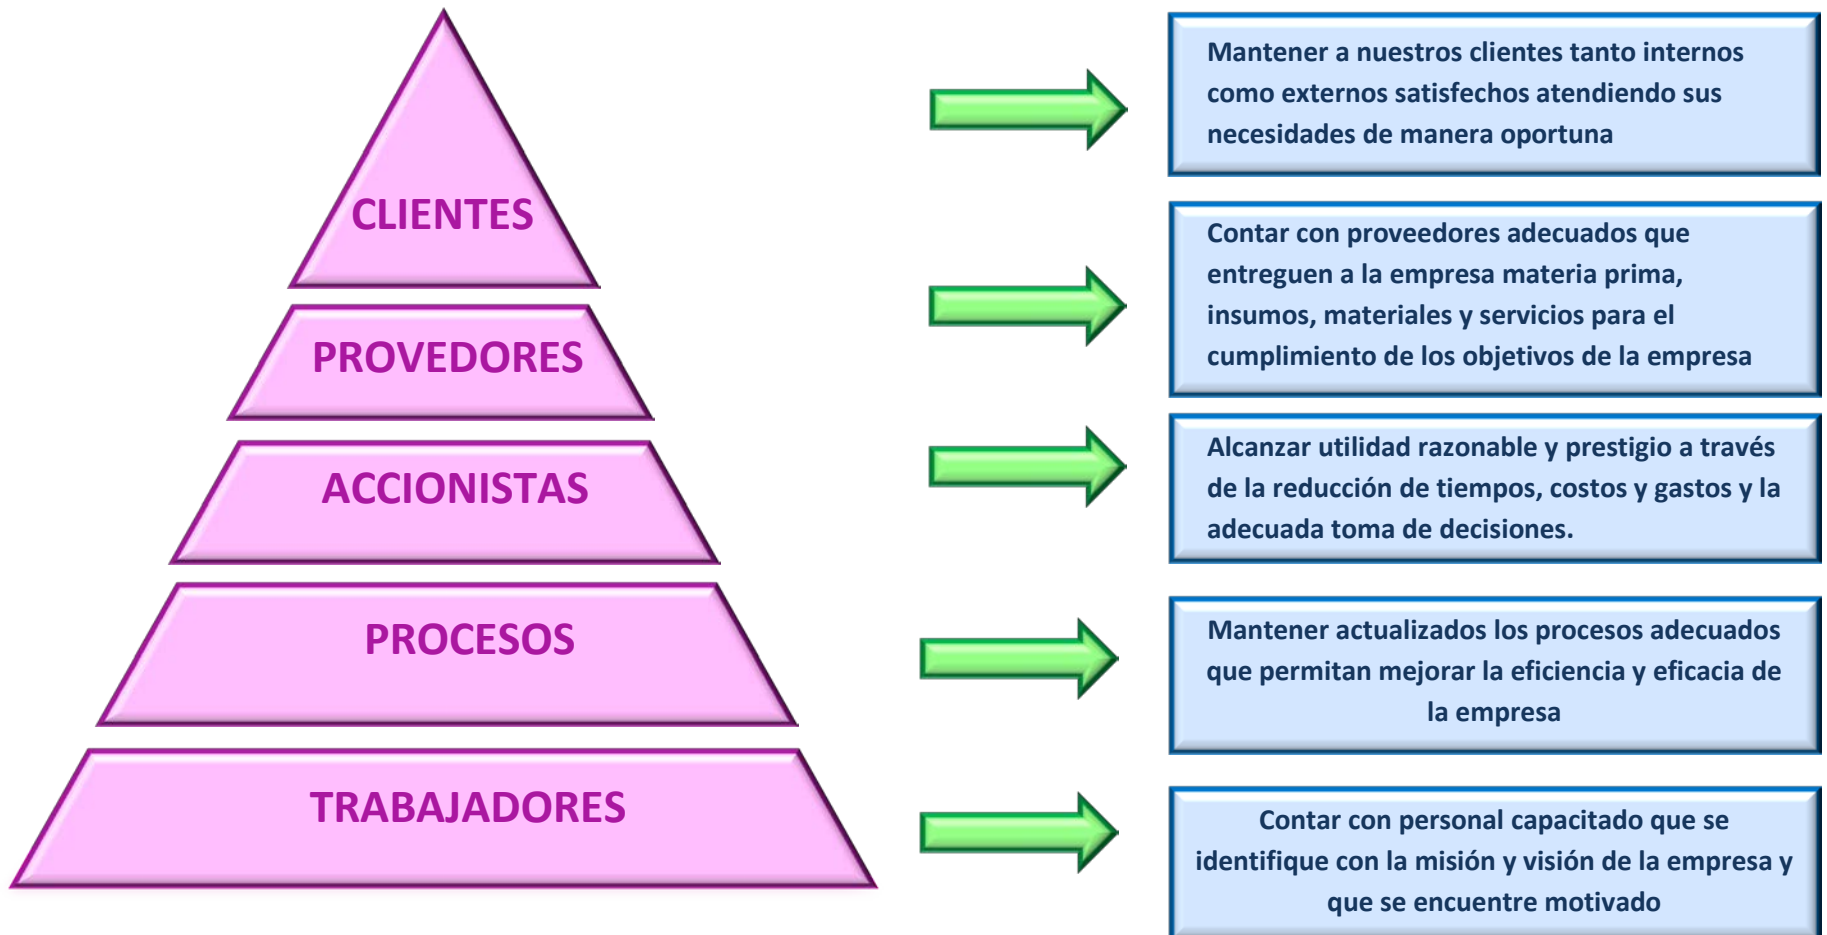 CLIENTES
Mantener a nuestros clientes tanto internos
como externos satisfechos atendiendo sus
necesidades de manera oportuna
PROVEDORES
Contar con proveedores adecuados que
entreguen a la empresa materia prima,
insumos, materiales y servicios para el
cumplimiento de los objetivos de la empresa
ACCIONISTAS
Alcanzar utilidad razonable y prestigio a través
de la reducción de tiempos, costos y gastos y la
adecuada toma de decisiones.
PROCESOS
Mantener actualizados los procesos adecuados
que permitan mejorar la eficiencia y eficacia de
la empresa
TRABAJADORES
Contar con personal capacitado que se
identifique con la misión y visión de la empresa y
que se encuentre motivado